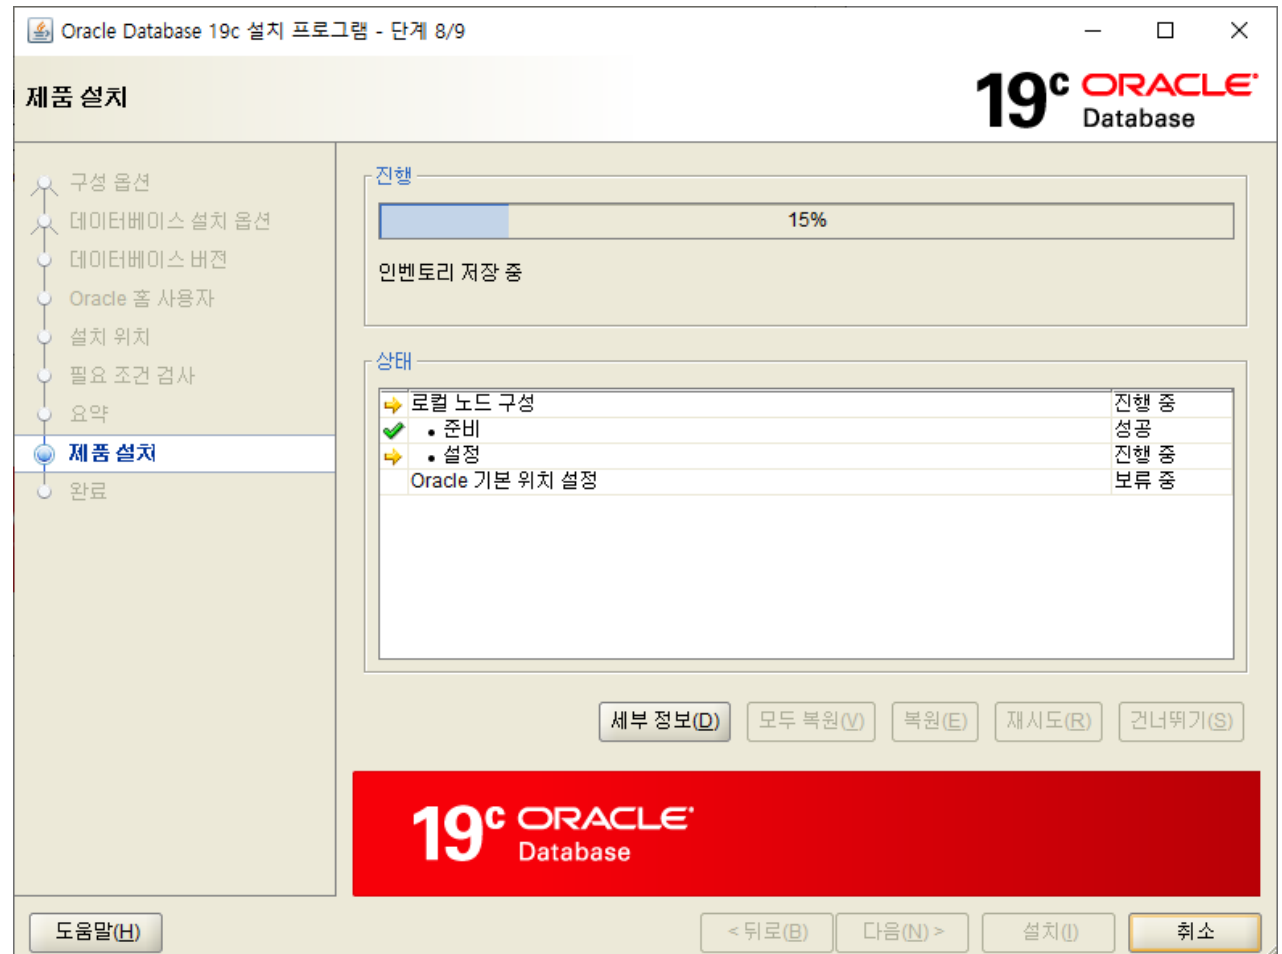 Oracle Database 19c 설치 프로그램 - 단계 8/9
제품 설치
19c ORACLE
Database
구성 옵션
데이터베이스 설치 옵션
데이터베이스 버전
Oracle 홈 사용자
설치 위치
필요 조건 검사
요약
제품 설치
완료
진행
15%
인벤토리 저장 중
상태
로컬 노드 구성 진행 중
• 준비 성공
• 설정 진행 중
Oracle 기본 위치 설정 보류 중
세부 정보(D) 모두 복원(V) 복원(E) 재시도(R) 건너뛰기(S)
19c ORACLE
Database
도움말(H) < 뒤로(B) 다음(N) > 설치(I) 취소